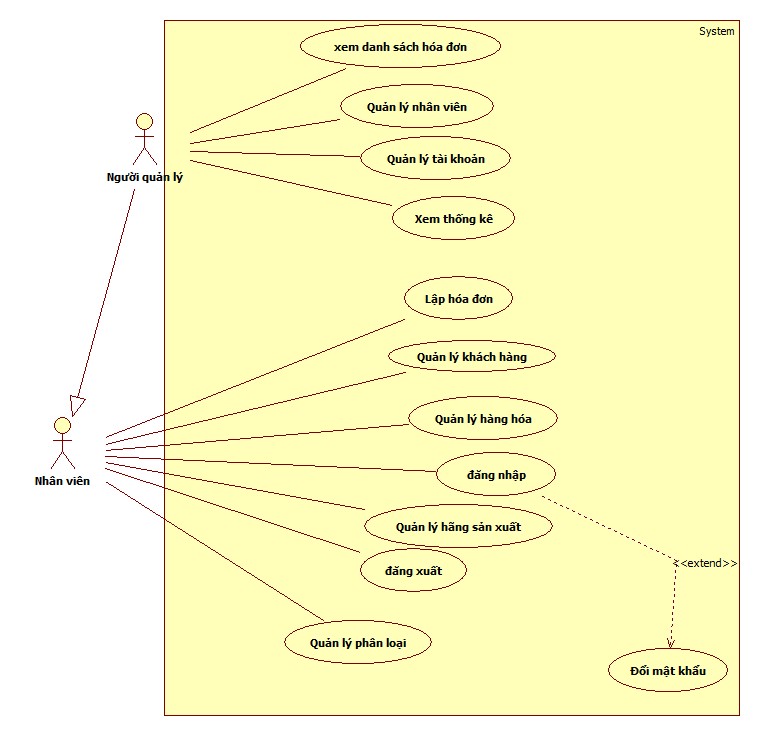 System
xem danh sách hóa đơn
Quản lý nhân viên
Quản lý tài khoản
Người quản lý
Xem thống kê
Lập hóa đơn
Quản lý khách hàng
Quản lý hàng hóa
đăng nhập
Nhân viên
Quản lý hãng sản xuất
<<extend>>
đăng xuất
Quản lý phân loại
Đổi mật khẩu